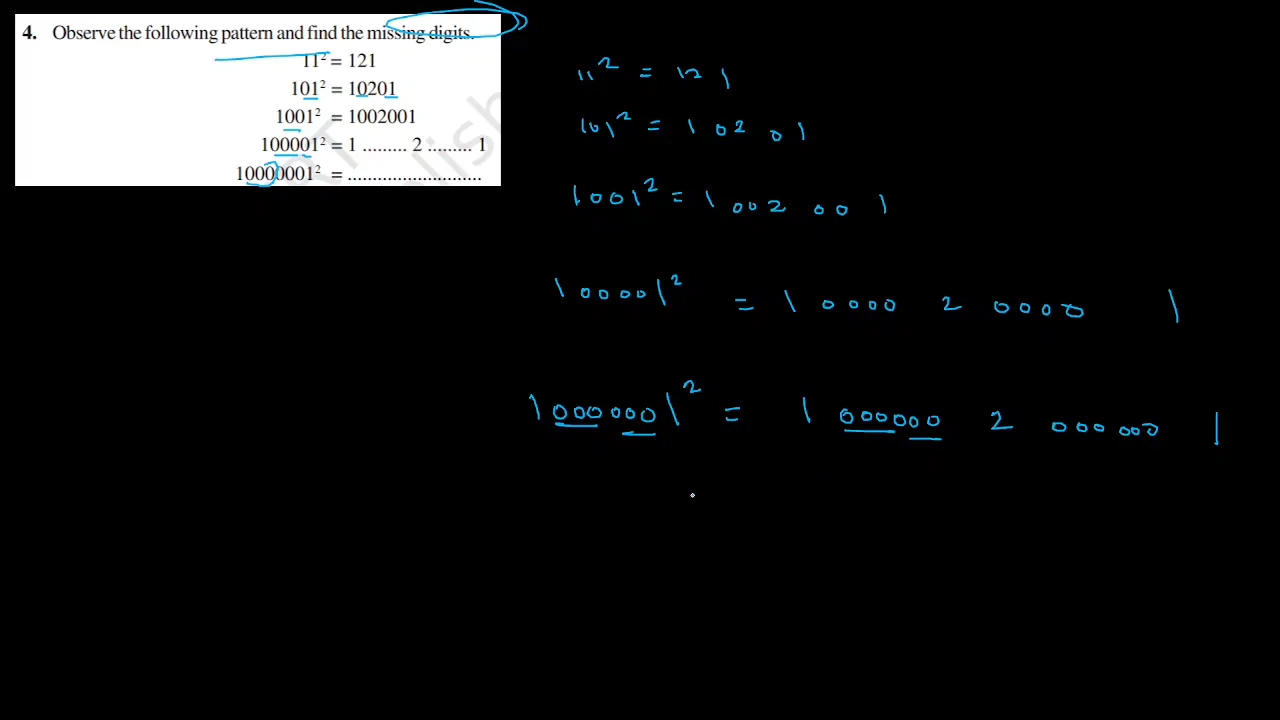 4. Observe the following pattern and find the missing digits.
11² = 121
101² = 10201
1001² = 1002001
100001² = 1 ......... 2 ......... 1
10000001² = ...........................
11² = 121
101² = 10201
1001² = 1002001
100001² = 1 0000 2 0000 1
10000001² = 1 000000 2 000000 1